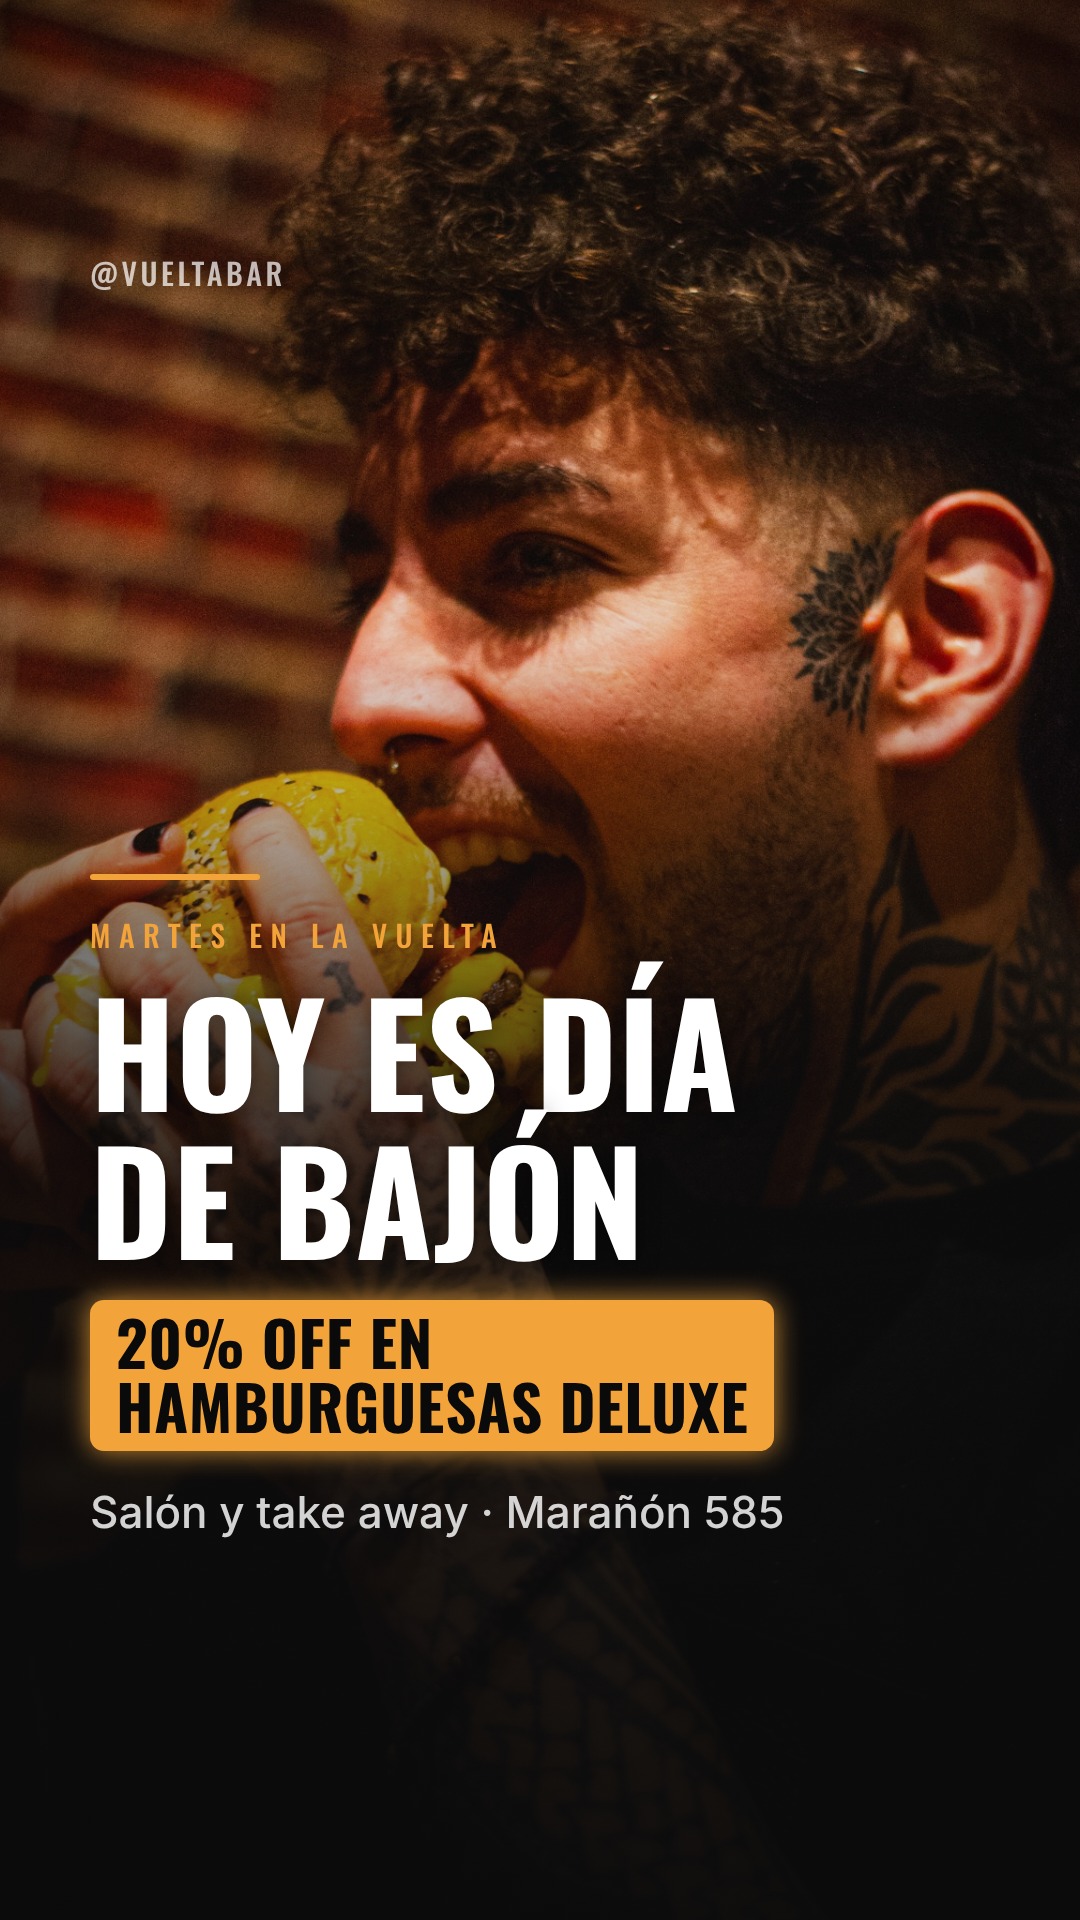 @VUELTABAR
MARTES EN LA VUELTA
HOY ES DÍA
DE BAJÓN
20% OFF EN
HAMBURGUESAS DELUXE
Salón y take away · Marañón 585